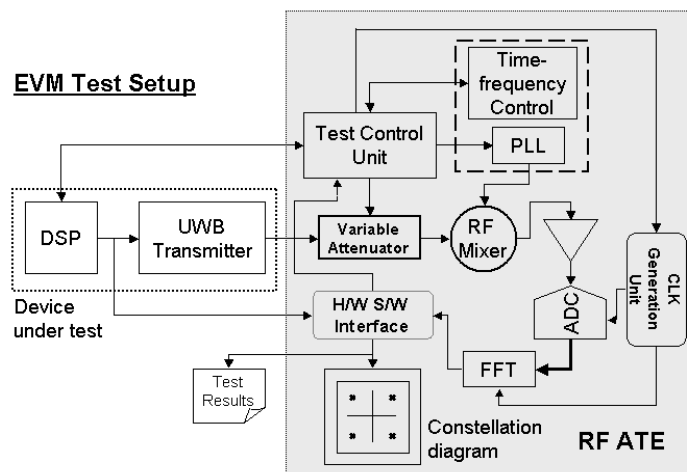 EVM Test Setup
Time-
frequency
Control
Test Control
Unit
PLL
DSP
UWB
Transmitter
Variable
Attenuator
RF
Mixer
CLK
Generation
Unit
Device
under test
H/W S/W
Interface
ADC
FFT
Test
Results
Constellation
diagram
RF ATE